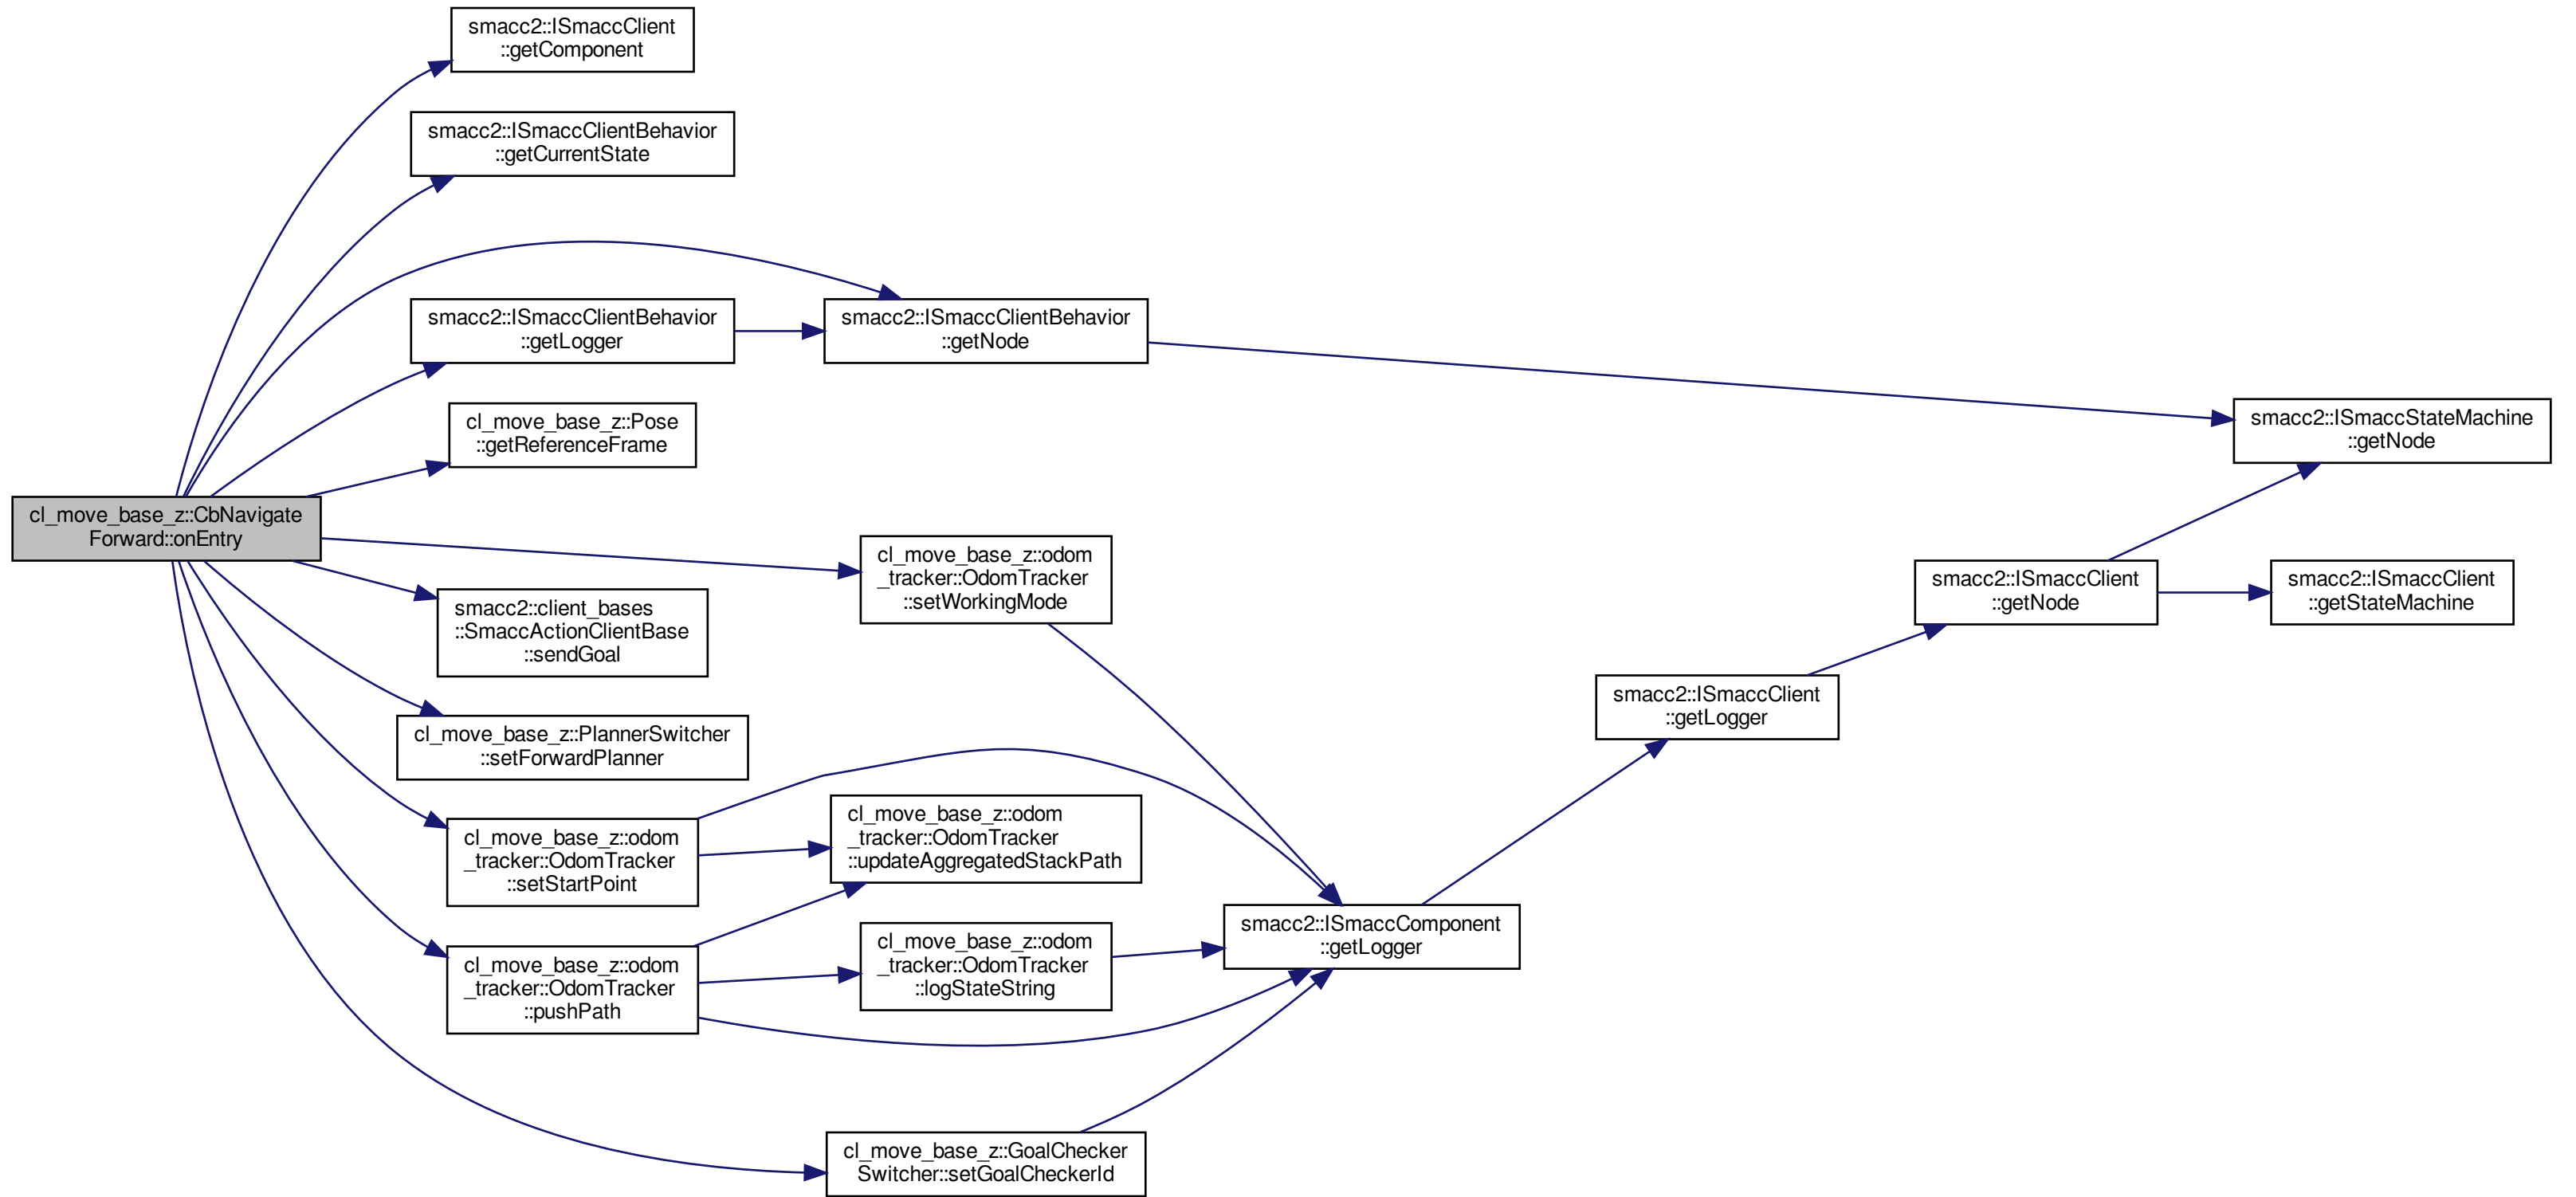 smacc2::ISmaccClient
::getComponent
smacc2::ISmaccClientBehavior
::getCurrentState
smacc2::ISmaccClientBehavior
::getLogger
smacc2::ISmaccClientBehavior
::getNode
cl_move_base_z::Pose
::getReferenceFrame
smacc2::ISmaccStateMachine
::getNode
cl_move_base_z::CbNavigate
Forward::onEntry
cl_move_base_z::odom
_tracker::OdomTracker
::setWorkingMode
smacc2::ISmaccClient
::getNode
smacc2::ISmaccClient
::getStateMachine
smacc2::client_bases
::SmaccActionClientBase
::sendGoal
smacc2::ISmaccClient
::getLogger
cl_move_base_z::PlannerSwitcher
::setForwardPlanner
cl_move_base_z::odom
_tracker::OdomTracker
::updateAggregatedStackPath
cl_move_base_z::odom
_tracker::OdomTracker
::setStartPoint
smacc2::ISmaccComponent
::getLogger
cl_move_base_z::odom
_tracker::OdomTracker
::logStateString
cl_move_base_z::odom
_tracker::OdomTracker
::pushPath
cl_move_base_z::GoalChecker
Switcher::setGoalCheckerId